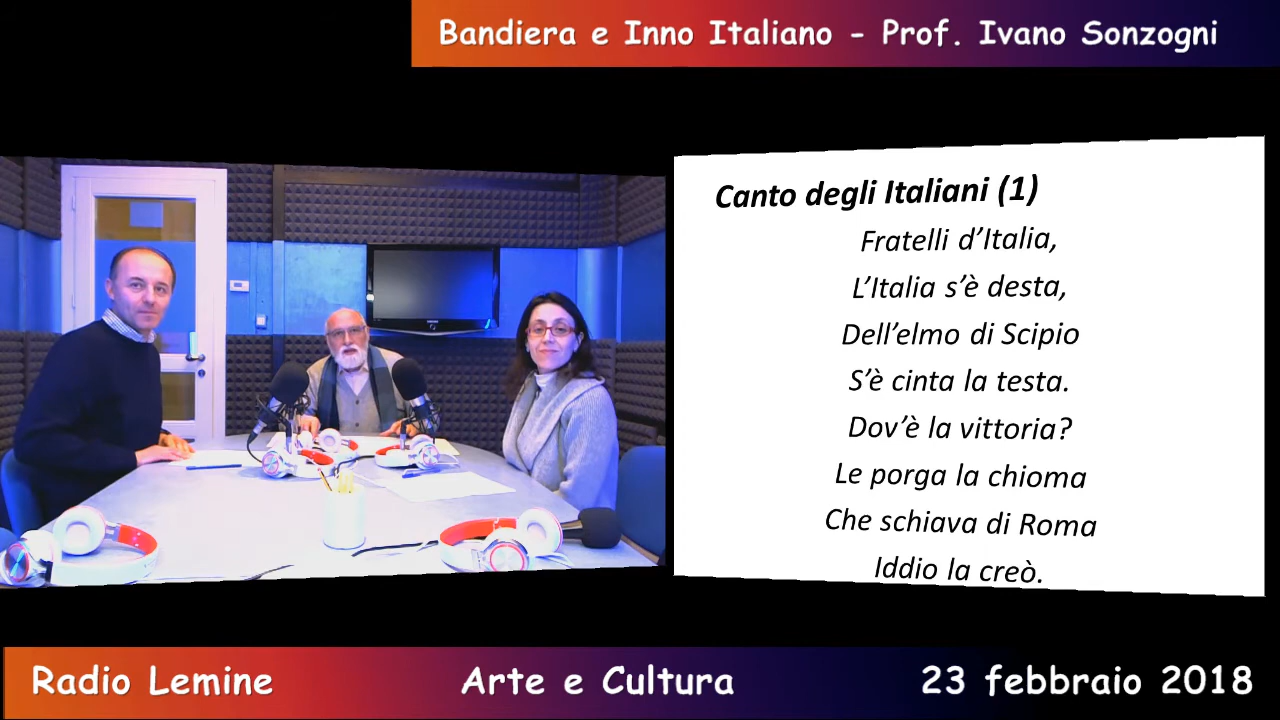 Bandiera e Inno Italiano - Prof. Ivano Sonzogni
Canto degli Italiani (1)
Fratelli d’Italia,
L’Italia s’è desta,
Dell’elmo di Scipio
S’è cinta la testa.
Dov’è la vittoria?
Le porga la chioma
Che schiava di Roma
Iddio la creò.
Radio Lemine Arte e Cultura 23 febbraio 2018